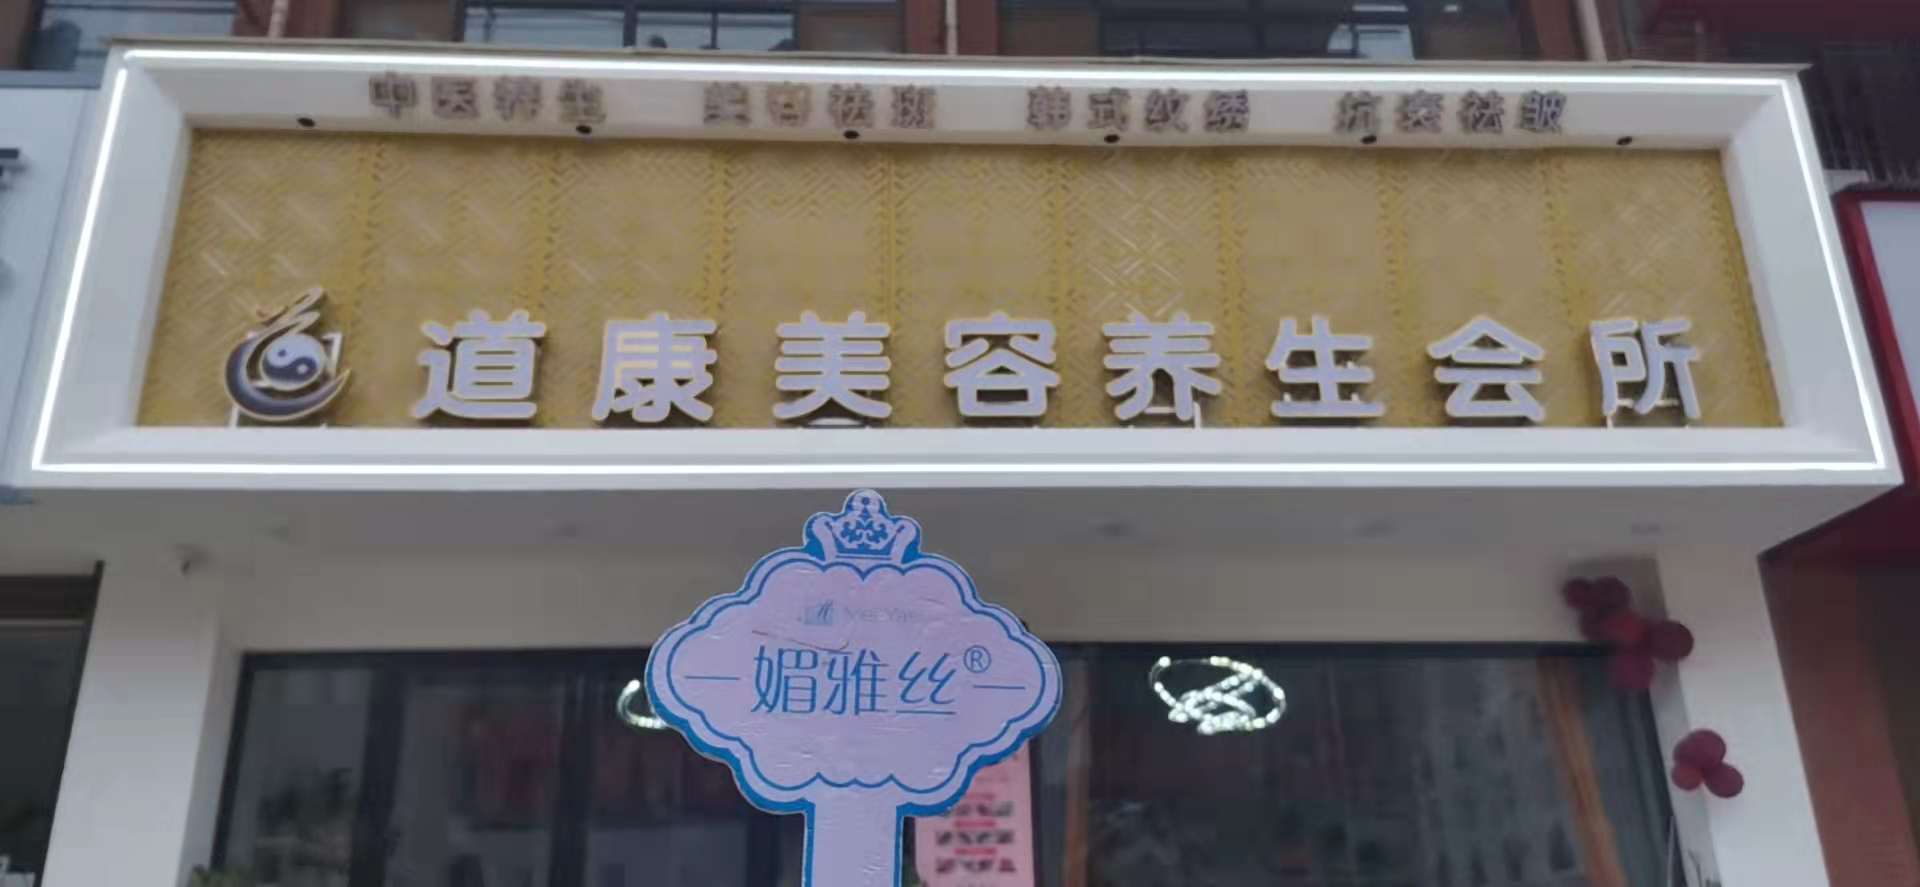 中医养生 美容祛斑 韩式纹绣 抗衰祛皱
道康美容养生会所
媚雅丝®